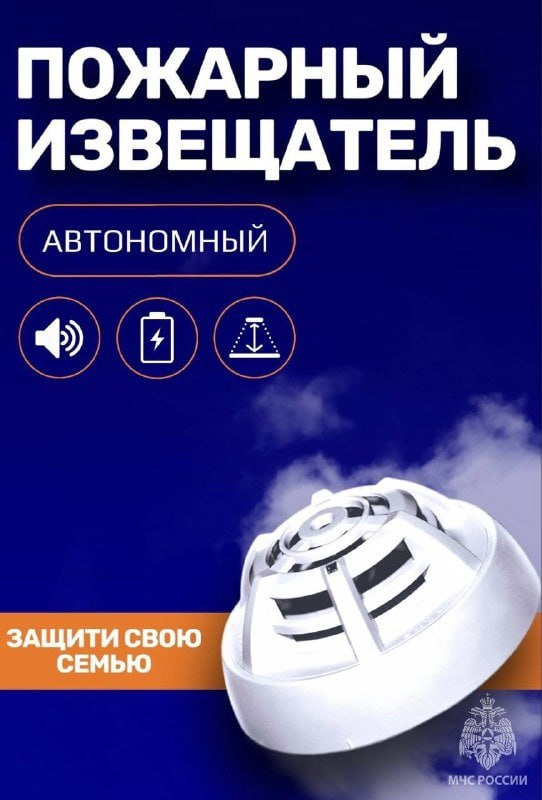 ПОЖАРНЫЙ
ИЗВЕЩАТЕЛЬ
АВТОНОМНЫЙ
ЗАЩИТИ СВОЮ
СЕМЬЮ
МЧС РОССИИ